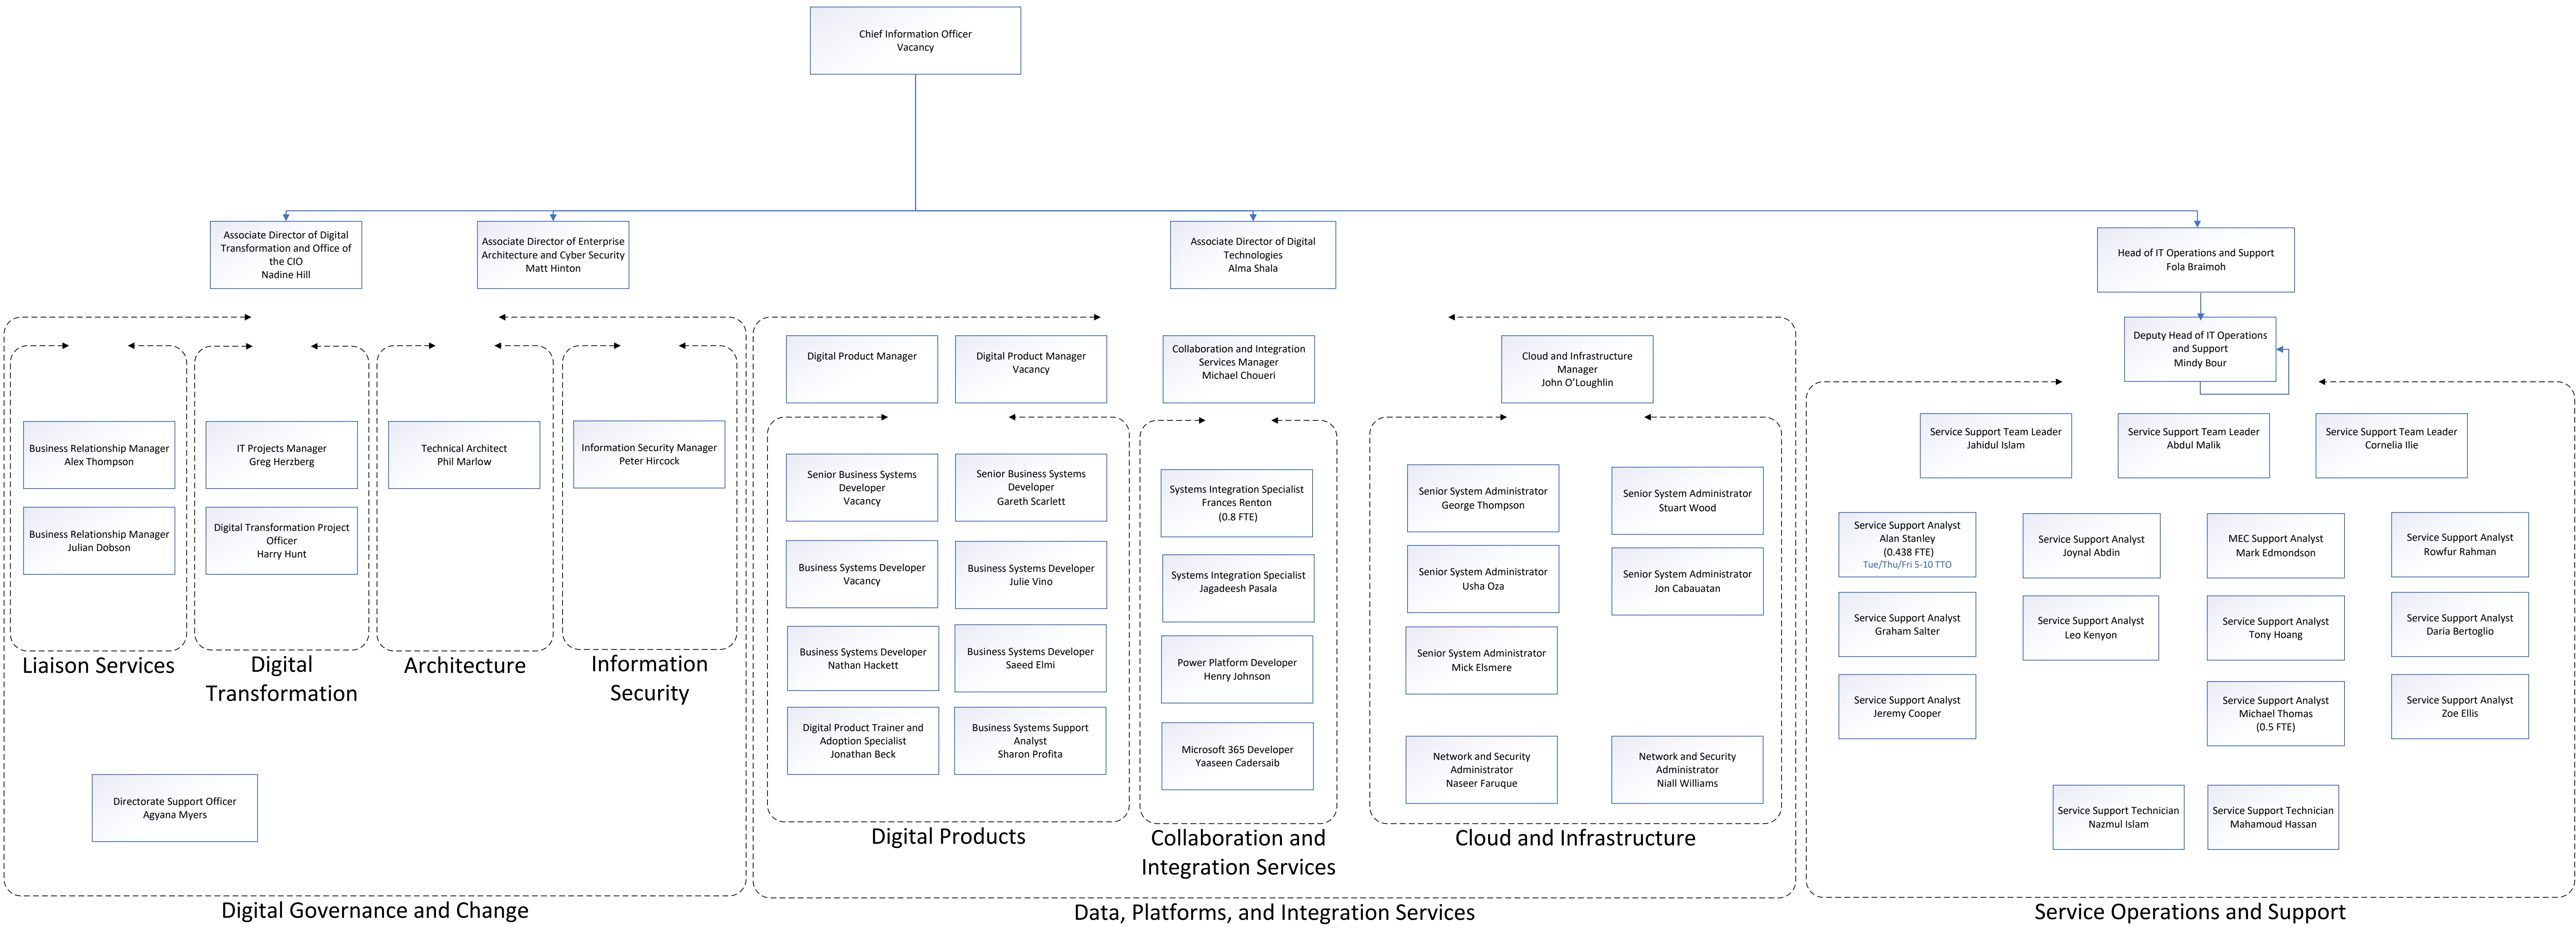 Chief Information Officer
Vacancy
Associate Director of Digital
Transformation and Office of
the CIO
Nadine Hill
Associate Director of Enterprise
Architecture and Cyber Security
Matt Hinton
Associate Director of Digital
Technologies
Alma Shala
Head of IT Operations and Support
Fola Braimoh
Deputy Head of IT Operations
and Support
Mindy Bour
Business Relationship Manager
Alex Thompson
Business Relationship Manager
Julian Dobson
Liaison Services
IT Projects Manager
Greg Herzberg
Digital Transformation Project
Officer
Harry Hunt
Digital
Transformation
Technical Architect
Phil Marlow
Architecture
Information Security Manager
Peter Hircock
Information
Security
Directorate Support Officer
Agyana Myers
Digital Governance and Change
Digital Product Manager
Digital Product Manager
Vacancy
Senior Business Systems
Developer
Vacancy
Senior Business Systems
Developer
Gareth Scarlett
Business Systems Developer
Vacancy
Business Systems Developer
Julie Vino
Business Systems Developer
Nathan Hackett
Business Systems Developer
Saeed Elmi
Digital Product Trainer and
Adoption Specialist
Jonathan Beck
Business Systems Support
Analyst
Sharon Profita
Digital Products
Collaboration and Integration
Services Manager
Michael Choueri
Systems Integration Specialist
Frances Renton
(0.8 FTE)
Systems Integration Specialist
Jagadeesh Pasala
Power Platform Developer
Henry Johnson
Microsoft 365 Developer
Yaaseen Cadersaib
Collaboration and
Integration Services
Cloud and Infrastructure
Manager
John O’Loughlin
Senior System Administrator
George Thompson
Senior System Administrator
Stuart Wood
Senior System Administrator
Usha Oza
Senior System Administrator
Jon Cabauatan
Senior System Administrator
Mick Elsmere
Network and Security
Administrator
Naseer Faruque
Network and Security
Administrator
Niall Williams
Cloud and Infrastructure
Data, Platforms, and Integration Services
Service Support Team Leader
Jahidul Islam
Service Support Team Leader
Abdul Malik
Service Support Team Leader
Cornelia Ilie
Service Support Analyst
Alan Stanley
(0.438 FTE)
Tue/Thu/Fri 5-10 TTO
Service Support Analyst
Joynal Abdin
MEC Support Analyst
Mark Edmondson
Service Support Analyst
Rowfur Rahman
Service Support Analyst
Graham Salter
Service Support Analyst
Leo Kenyon
Service Support Analyst
Tony Hoang
Service Support Analyst
Daria Bertoglio
Service Support Analyst
Jeremy Cooper
Service Support Analyst
Michael Thomas
(0.5 FTE)
Service Support Analyst
Zoe Ellis
Service Support Technician
Nazmul Islam
Service Support Technician
Mahamoud Hassan
Service Operations and Support